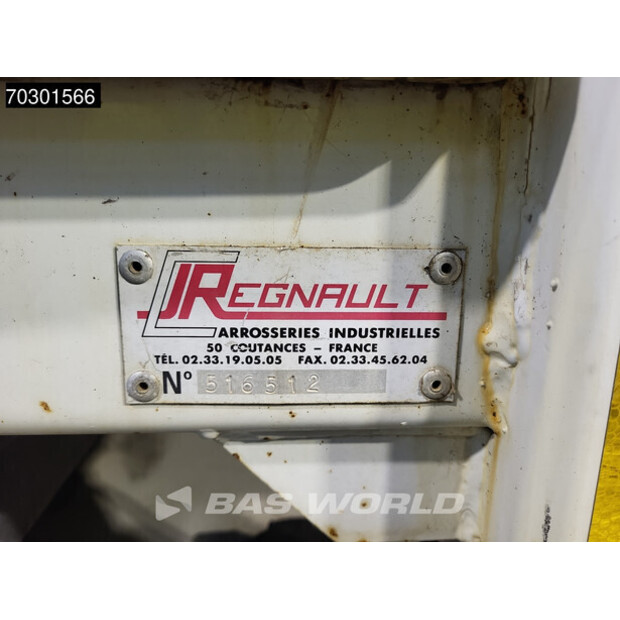 70301566
JREGNAULT
CARROSSERIES INDUSTRIELLES
50 COUTANCES – FRANCE
TÉL. 02.33.19.05.05 FAX. 02.33.45.62.04
N° 516512
BAS WORLD